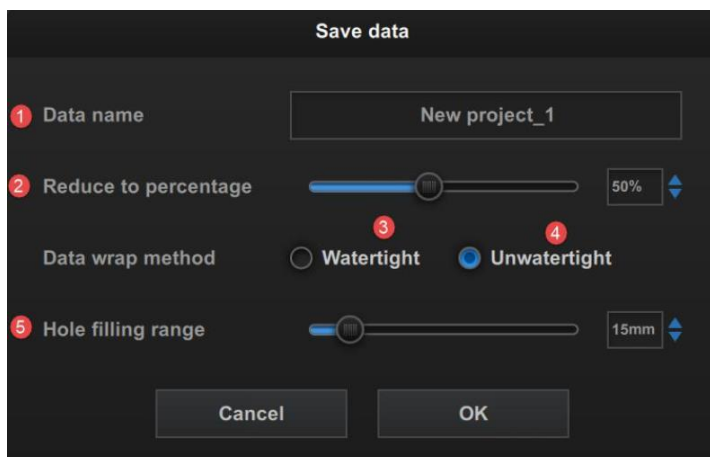 Save data
1 Data name New project_1
2 Reduce to percentage 50%
3 4
Data wrap method Watertight Unwatertight
5 Hole filling range 15mm
Cancel OK